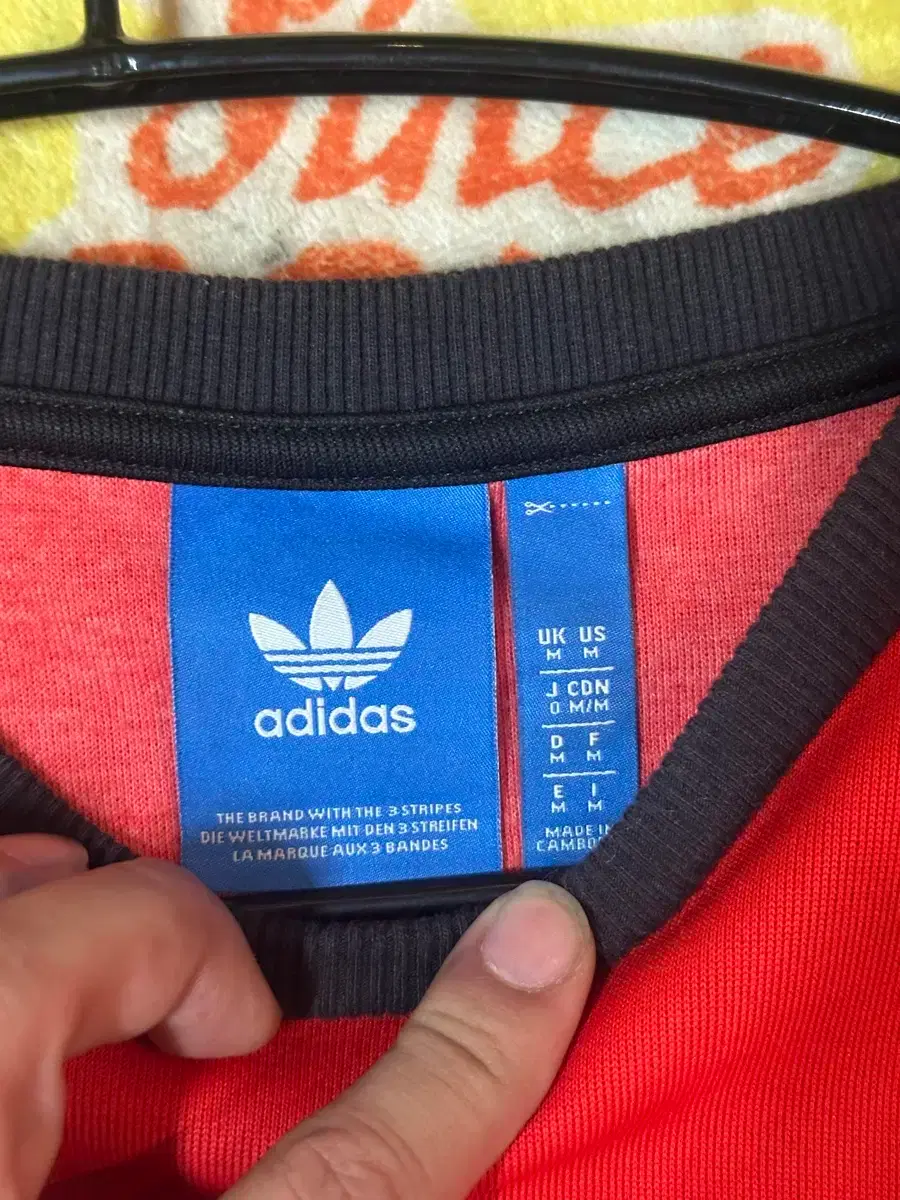 Since
adidas
THE BRAND WITH THE 3 STRIPES
DIE WELTMARKE MIT DEN 3 STREIFEN
LA MARQUE AUX 3 BANDES
UK US
M M
J CDN
O M/M
D F
M M
E I
M M
MADE IN